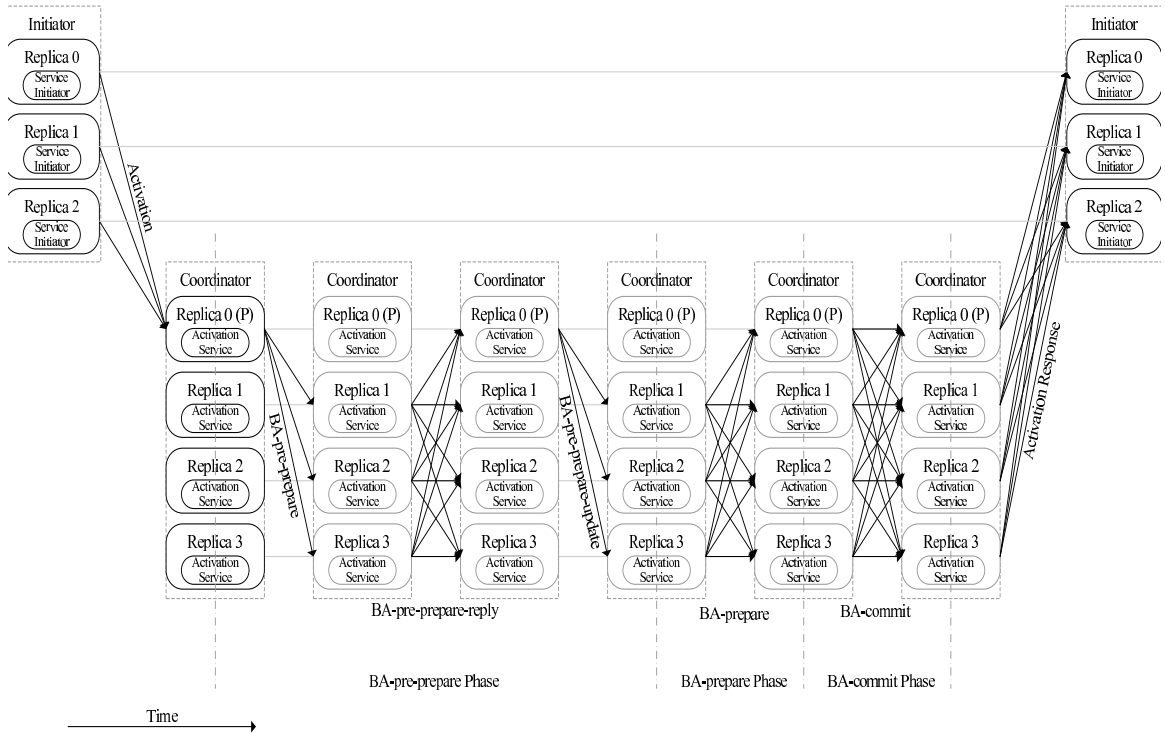 Initiator
Initiator
Replica 0
Service
Initiator
Replica 0
Service
Initiator
Replica 1
Service
Initiator
Replica 1
Service
Initiator
Activation
Replica 2
Service
Initiator
Replica 2
Service
Initiator
Coordinator
Coordinator
Coordinator
Coordinator
Coordinator
Coordinator
Replica 0 (P)
Activation
Service
Replica 0 (P)
Activation
Service
Replica 0 (P)
Activation
Service
Replica 0 (P)
Activation
Service
Replica 0 (P)
Activation
Service
Replica 0 (P)
Activation
Service
Replica 1
Activation
Service
Replica 1
Activation
Service
Replica 1
Activation
Service
Replica 1
Activation
Service
Replica 1
Activation
Service
Replica 1
Activation
Service
BA-pre-prepare
BA-pre-prepare-update
Activation Response
Replica 2
Activation
Service
Replica 2
Activation
Service
Replica 2
Activation
Service
Replica 2
Activation
Service
Replica 2
Activation
Service
Replica 2
Activation
Service
Replica 3
Activation
Service
Replica 3
Activation
Service
Replica 3
Activation
Service
Replica 3
Activation
Service
Replica 3
Activation
Service
Replica 3
Activation
Service
BA-pre-prepare-reply
BA-prepare
BA-commit
BA-pre-prepare Phase
BA-prepare Phase
BA-commit Phase
Time